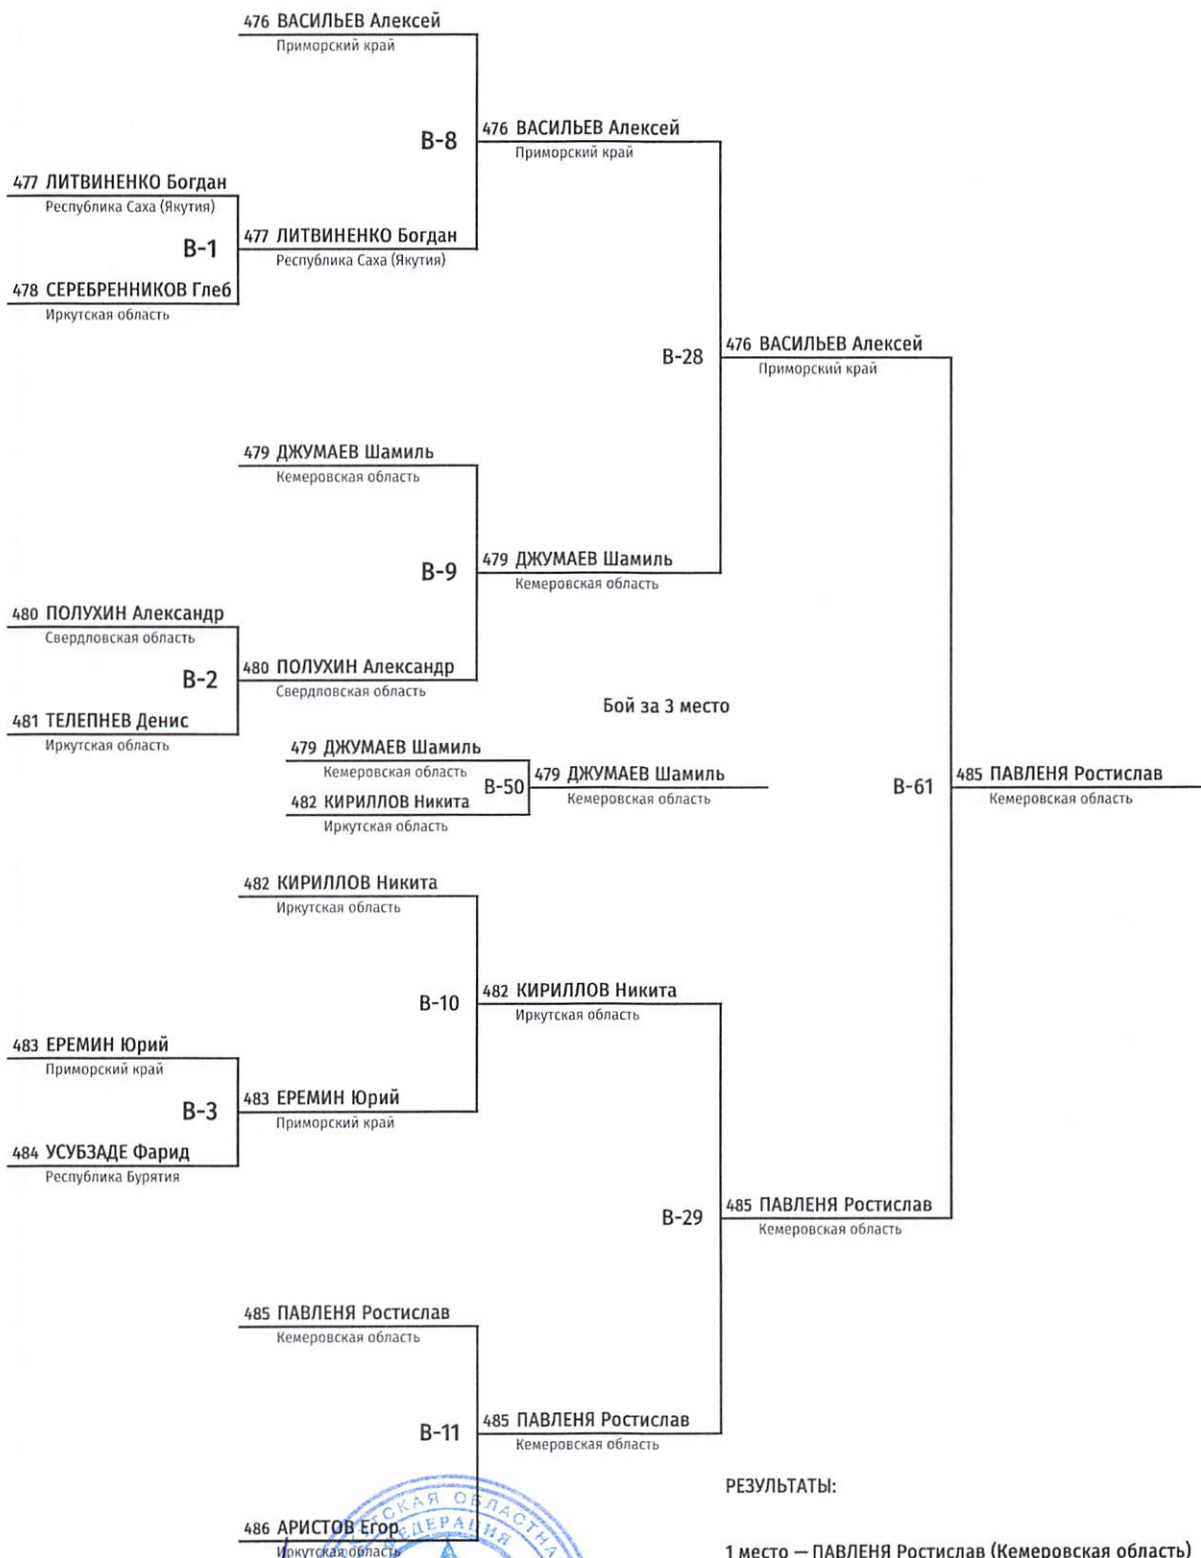 476 ВАСИЛЬЕВ Алексей
Приморский край
B-8
476 ВАСИЛЬЕВ Алексей
Приморский край
477 ЛИТВИНЕНКО Богдан
Республика Саха (Якутия)
B-1
477 ЛИТВИНЕНКО Богдан
Республика Саха (Якутия)
478 СЕРЕБРЕННИКОВ Глеб
Иркутская область
B-28
476 ВАСИЛЬЕВ Алексей
Приморский край
479 ДЖУМАЕВ Шамиль
Кемеровская область
B-9
479 ДЖУМАЕВ Шамиль
Кемеровская область
480 ПОЛУХИН Александр
Свердловская область
B-2
480 ПОЛУХИН Александр
Свердловская область
481 ТЕЛЕПНЕВ Денис
Иркутская область
Бой за 3 место
479 ДЖУМАЕВ Шамиль
Кемеровская область
B-50
479 ДЖУМАЕВ Шамиль
Кемеровская область
482 КИРИЛЛОВ Никита
Иркутская область
B-61
485 ПАВЛЕНЯ Ростислав
Кемеровская область
482 КИРИЛЛОВ Никита
Иркутская область
B-10
482 КИРИЛЛОВ Никита
Иркутская область
483 ЕРЕМИН Юрий
Приморский край
B-3
483 ЕРЕМИН Юрий
Приморский край
484 УСУБЗАДЕ Фарид
Республика Бурятия
B-29
485 ПАВЛЕНЯ Ростислав
Кемеровская область
485 ПАВЛЕНЯ Ростислав
Кемеровская область
B-11
485 ПАВЛЕНЯ Ростислав
Кемеровская область
486 АРИСТОВ Егор
Иркутская область
ОБЛАСТНА
ФЕДЕРАЦИЯ
РЕЗУЛЬТАТЫ:
1 место — ПАВЛЕНЯ Ростислав (Кемеровская область)